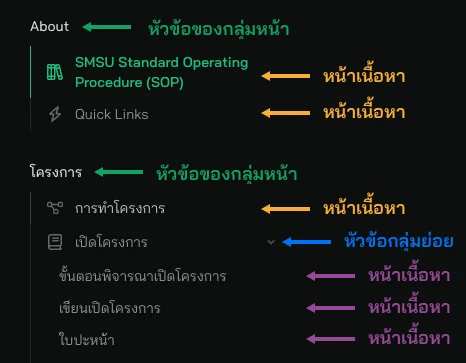 About หัวข้อของกลุ่มหน้า
SMSU Standard Operating
Procedure (SOP) หน้าเนื้อหา
Quick Links หน้าเนื้อหา
โครงการ หัวข้อของกลุ่มหน้า
การทำโครงการ หน้าเนื้อหา
เปิดโครงการ หัวข้อกลุ่มย่อย
ขั้นตอนพิจารณาเปิดโครงการ หน้าเนื้อหา
เขียนเปิดโครงการ หน้าเนื้อหา
ใบปะหน้า หน้าเนื้อหา